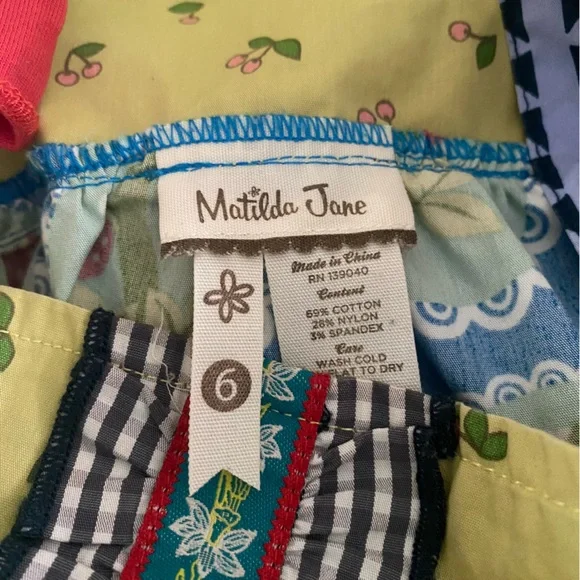 Matilda Jane
Made in China
RN 139040
Content
69% COTTON
28% NYLON
3% SPANDEX
Care
WASH COLD
FLAT TO DRY
6